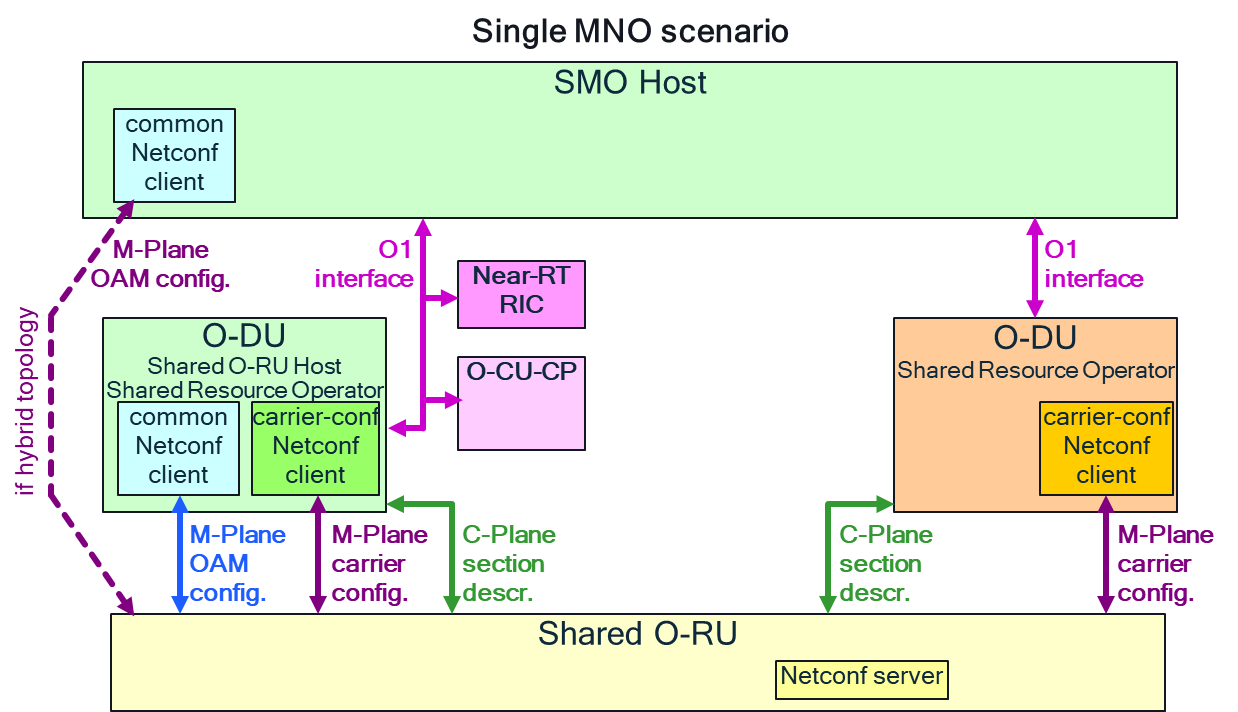 Single MNO scenario
SMO Host
common
Netconf
client
M-Plane
OAM config.
O1
interface
Near-RT
RIC
O-CU-CP
O1
interface
if hybrid topology
O-DU
Shared O-RU Host
Shared Resource Operator
common
Netconf
client
carrier-conf
Netconf
client
O-DU
Shared Resource Operator
carrier-conf
Netconf
client
M-Plane
OAM
config.
M-Plane
carrier
config.
C-Plane
section
descr.
C-Plane
section
descr.
M-Plane
carrier
config.
Shared O-RU
Netconf server